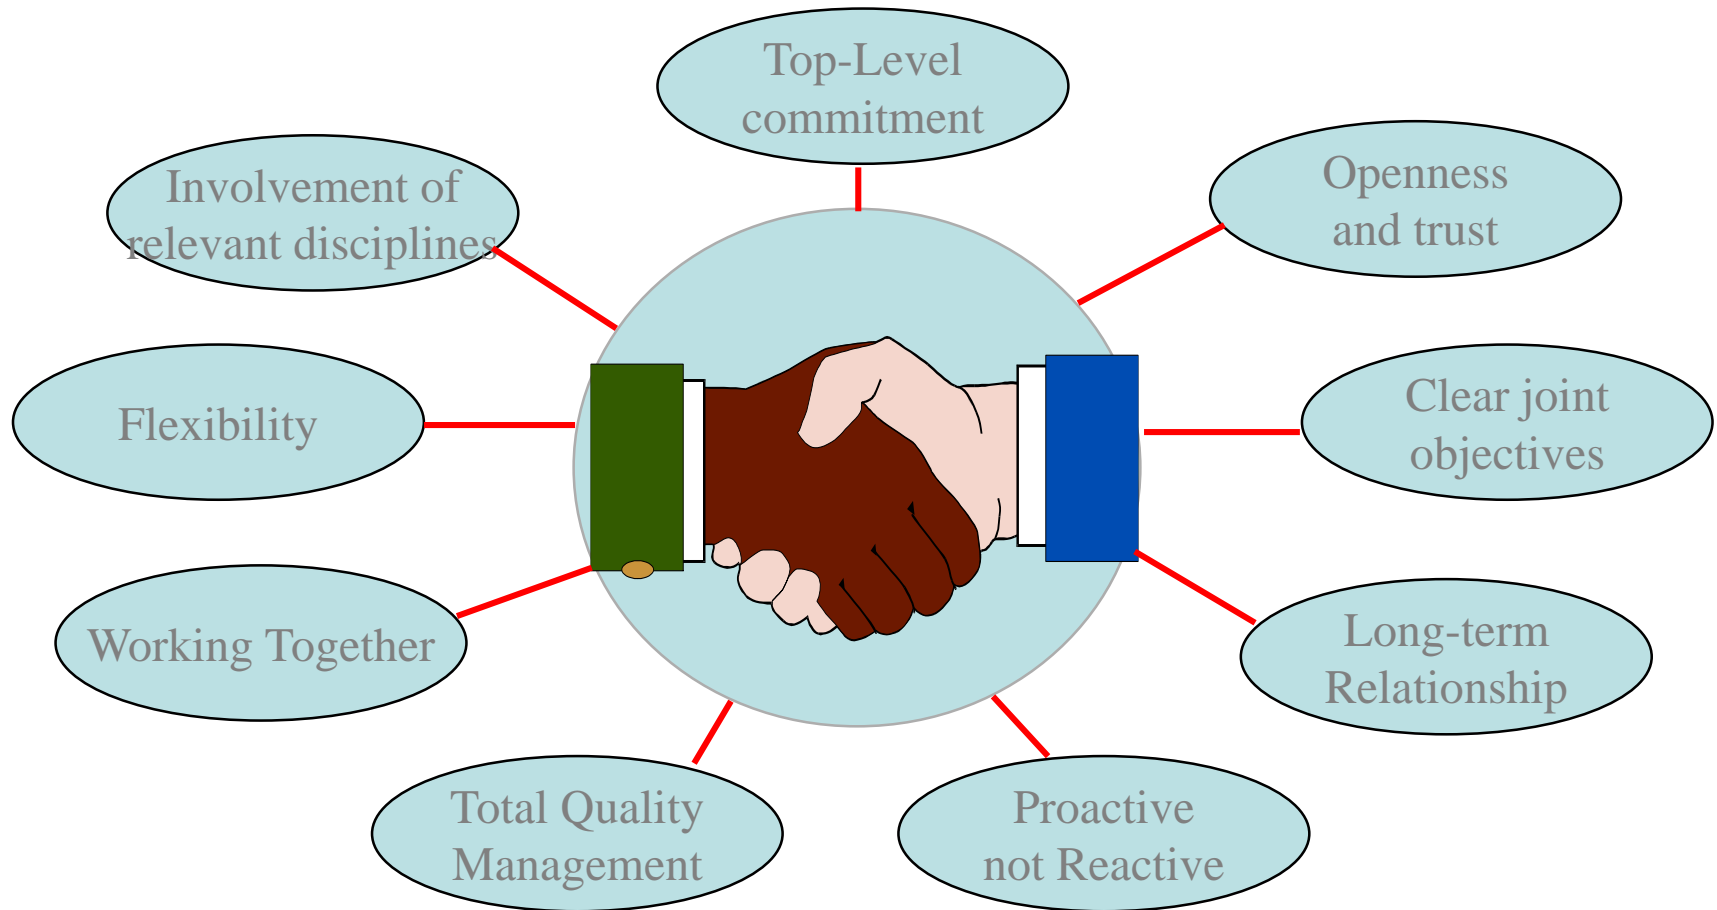 Top-Level
commitment
Involvement of
relevant disciplines
Openness
and trust
Flexibility
Clear joint
objectives
Working Together
Long-term
Relationship
Total Quality
Management
Proactive
not Reactive